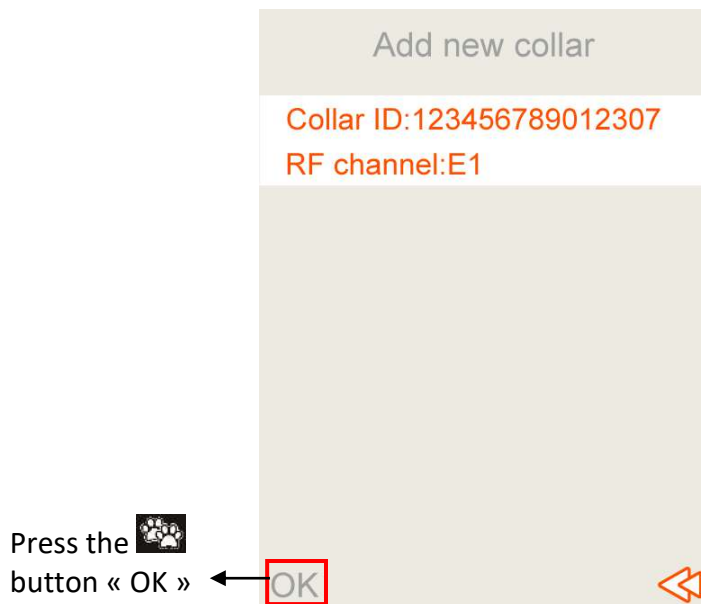 Add new collar
Collar ID:123456789012307
RF channel:E1
Press the
button « OK »
OK